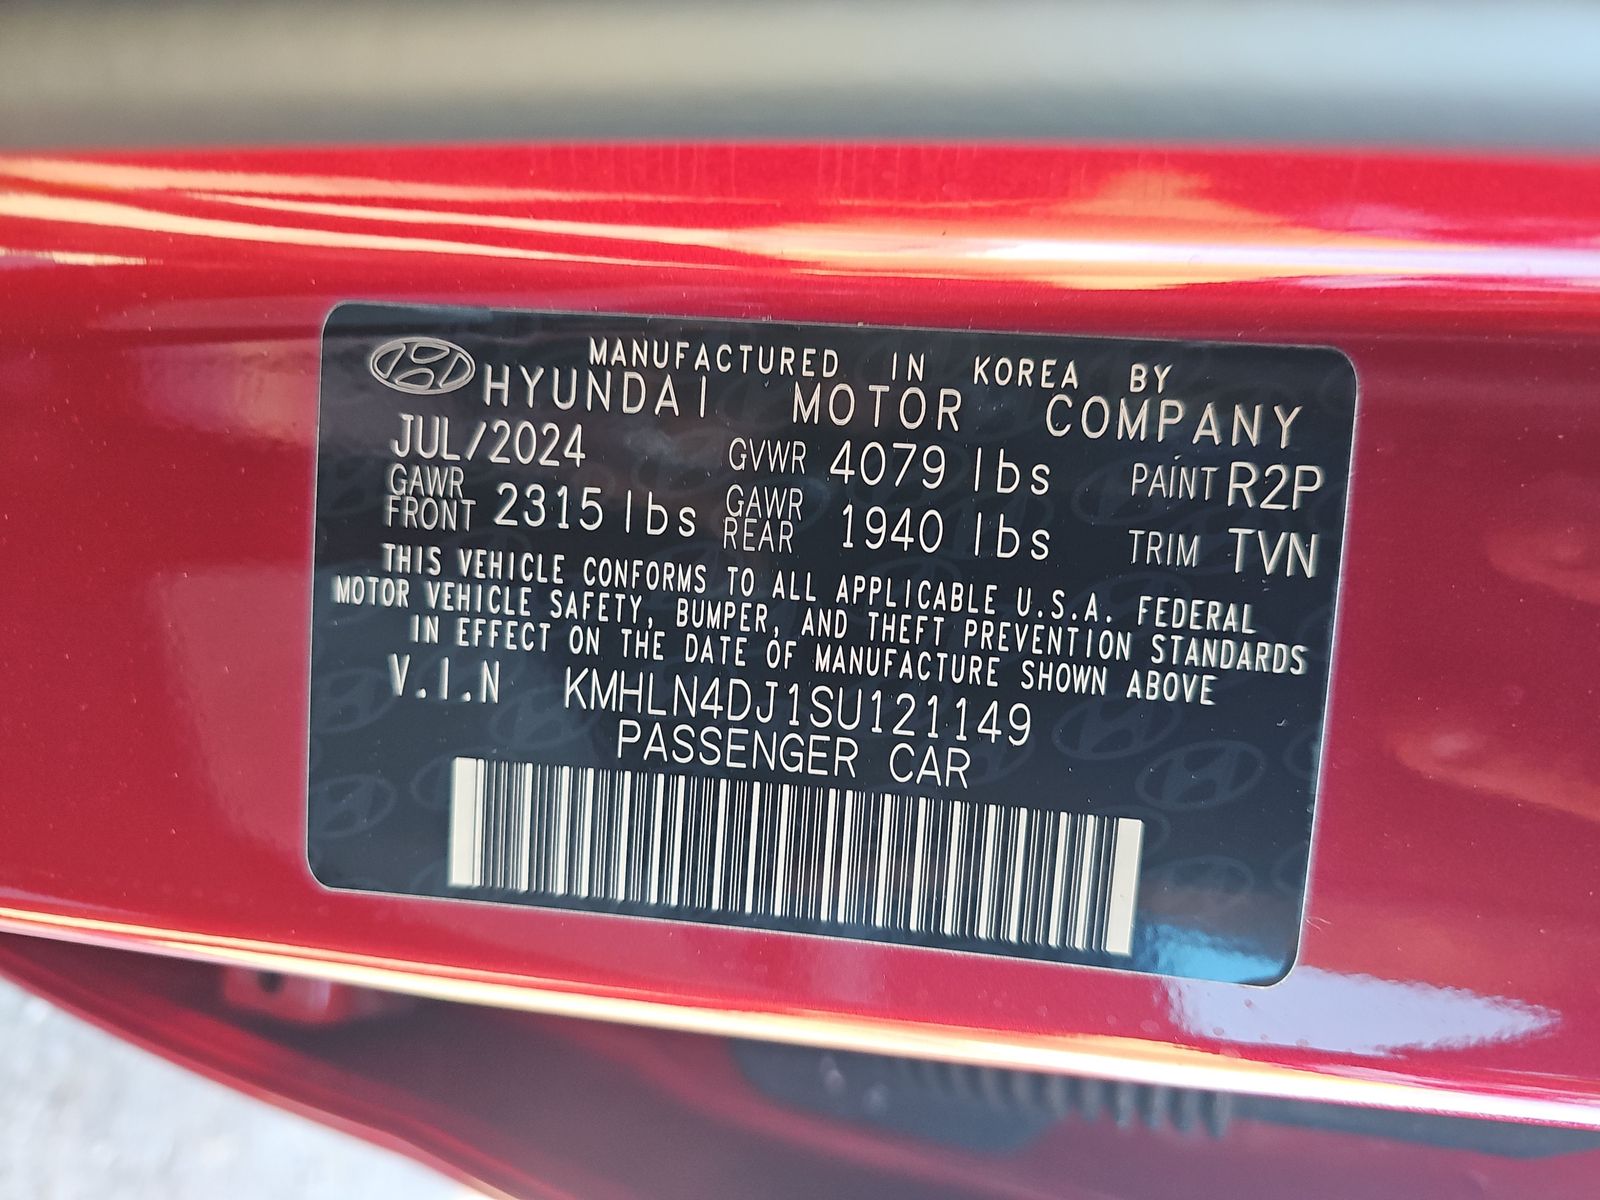 MANUFACTURED IN KOREA BY
HYUNDAI MOTOR COMPANY
JUL/2024 GVWR 4079 lbs PAINT R2P
GAWR FRONT 2315 lbs GAWR REAR 1940 lbs TRIM TVN
THIS VEHICLE CONFORMS TO ALL APPLICABLE U.S.A. FEDERAL
MOTOR VEHICLE SAFETY, BUMPER, AND THEFT PREVENTION STANDARDS
IN EFFECT ON THE DATE OF MANUFACTURE SHOWN ABOVE
V.I.N KMHLN4DJ1SU121149
PASSENGER CAR